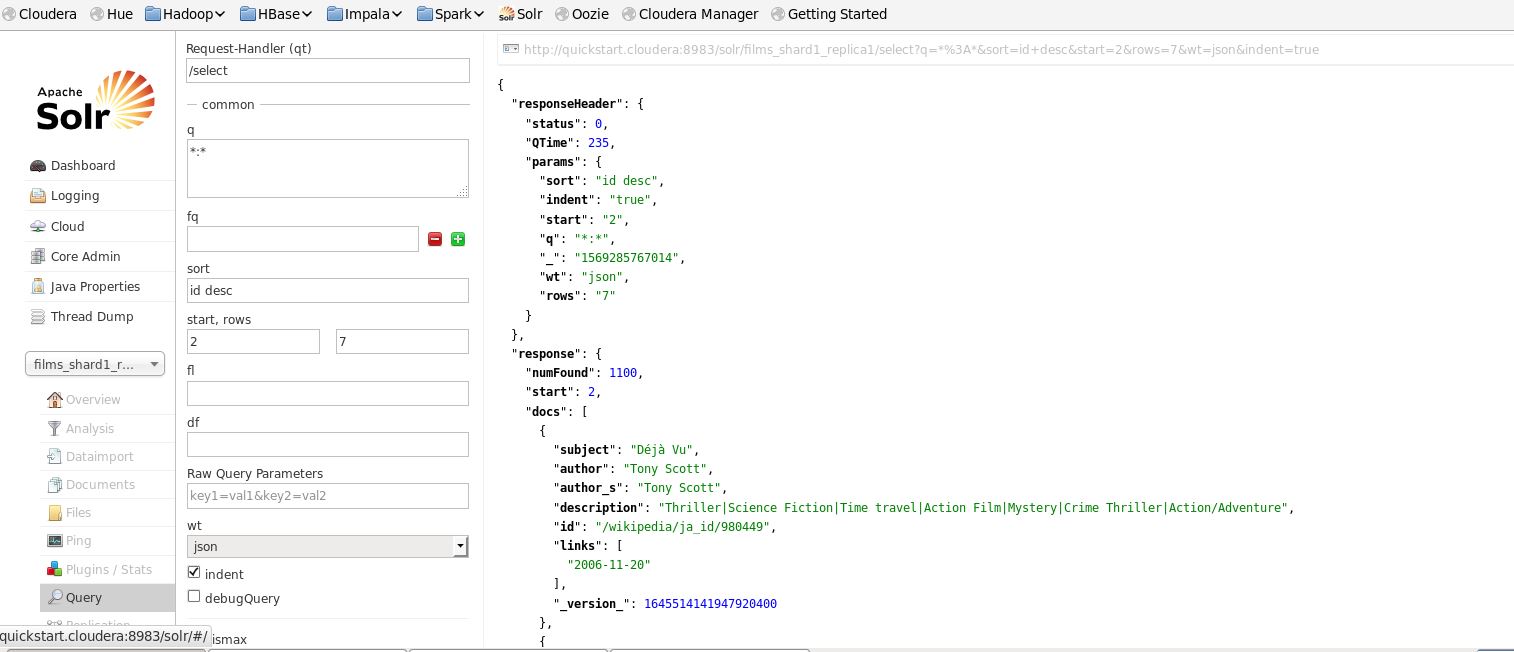 Cloudera Hue Hadoop HBase Impala Spark Solr Oozie Cloudera Manager Getting Started
Apache
Solr
Dashboard
Logging
Cloud
Core Admin
Java Properties
Thread Dump
films_shard1_r...
Overview
Analysis
Dataimport
Documents
Files
Ping
Plugins / Stats
Query
Replication
quickstart.cloudera:8983/solr/#/
Request-Handler (qt)
/select
common
q
*:*
fq
sort
id desc
start, rows
2 7
fl
df
Raw Query Parameters
key1=val1&key2=val2
wt
json
indent
debugQuery
ismax
http://quickstart.cloudera:8983/solr/films_shard1_replica1/select?q=*%3A*&sort=id+desc&start=2&rows=7&wt=json&indent=true
{
"responseHeader": {
"status": 0,
"QTime": 235,
"params": {
"sort": "id desc",
"indent": "true",
"start": "2",
"q": "*:*",
"_": "1569285767014",
"wt": "json",
"rows": "7"
}
},
"response": {
"numFound": 1100,
"start": 2,
"docs": [
{
"subject": "Déjà Vu",
"author": "Tony Scott",
"author_s": "Tony Scott",
"description": "Thriller|Science Fiction|Time travel|Action Film|Mystery|Crime Thriller|Action/Adventure",
"id": "/wikipedia/ja_id/980449",
"links": [
"2006-11-20"
],
"_version_": 1645514141947920400
},
{